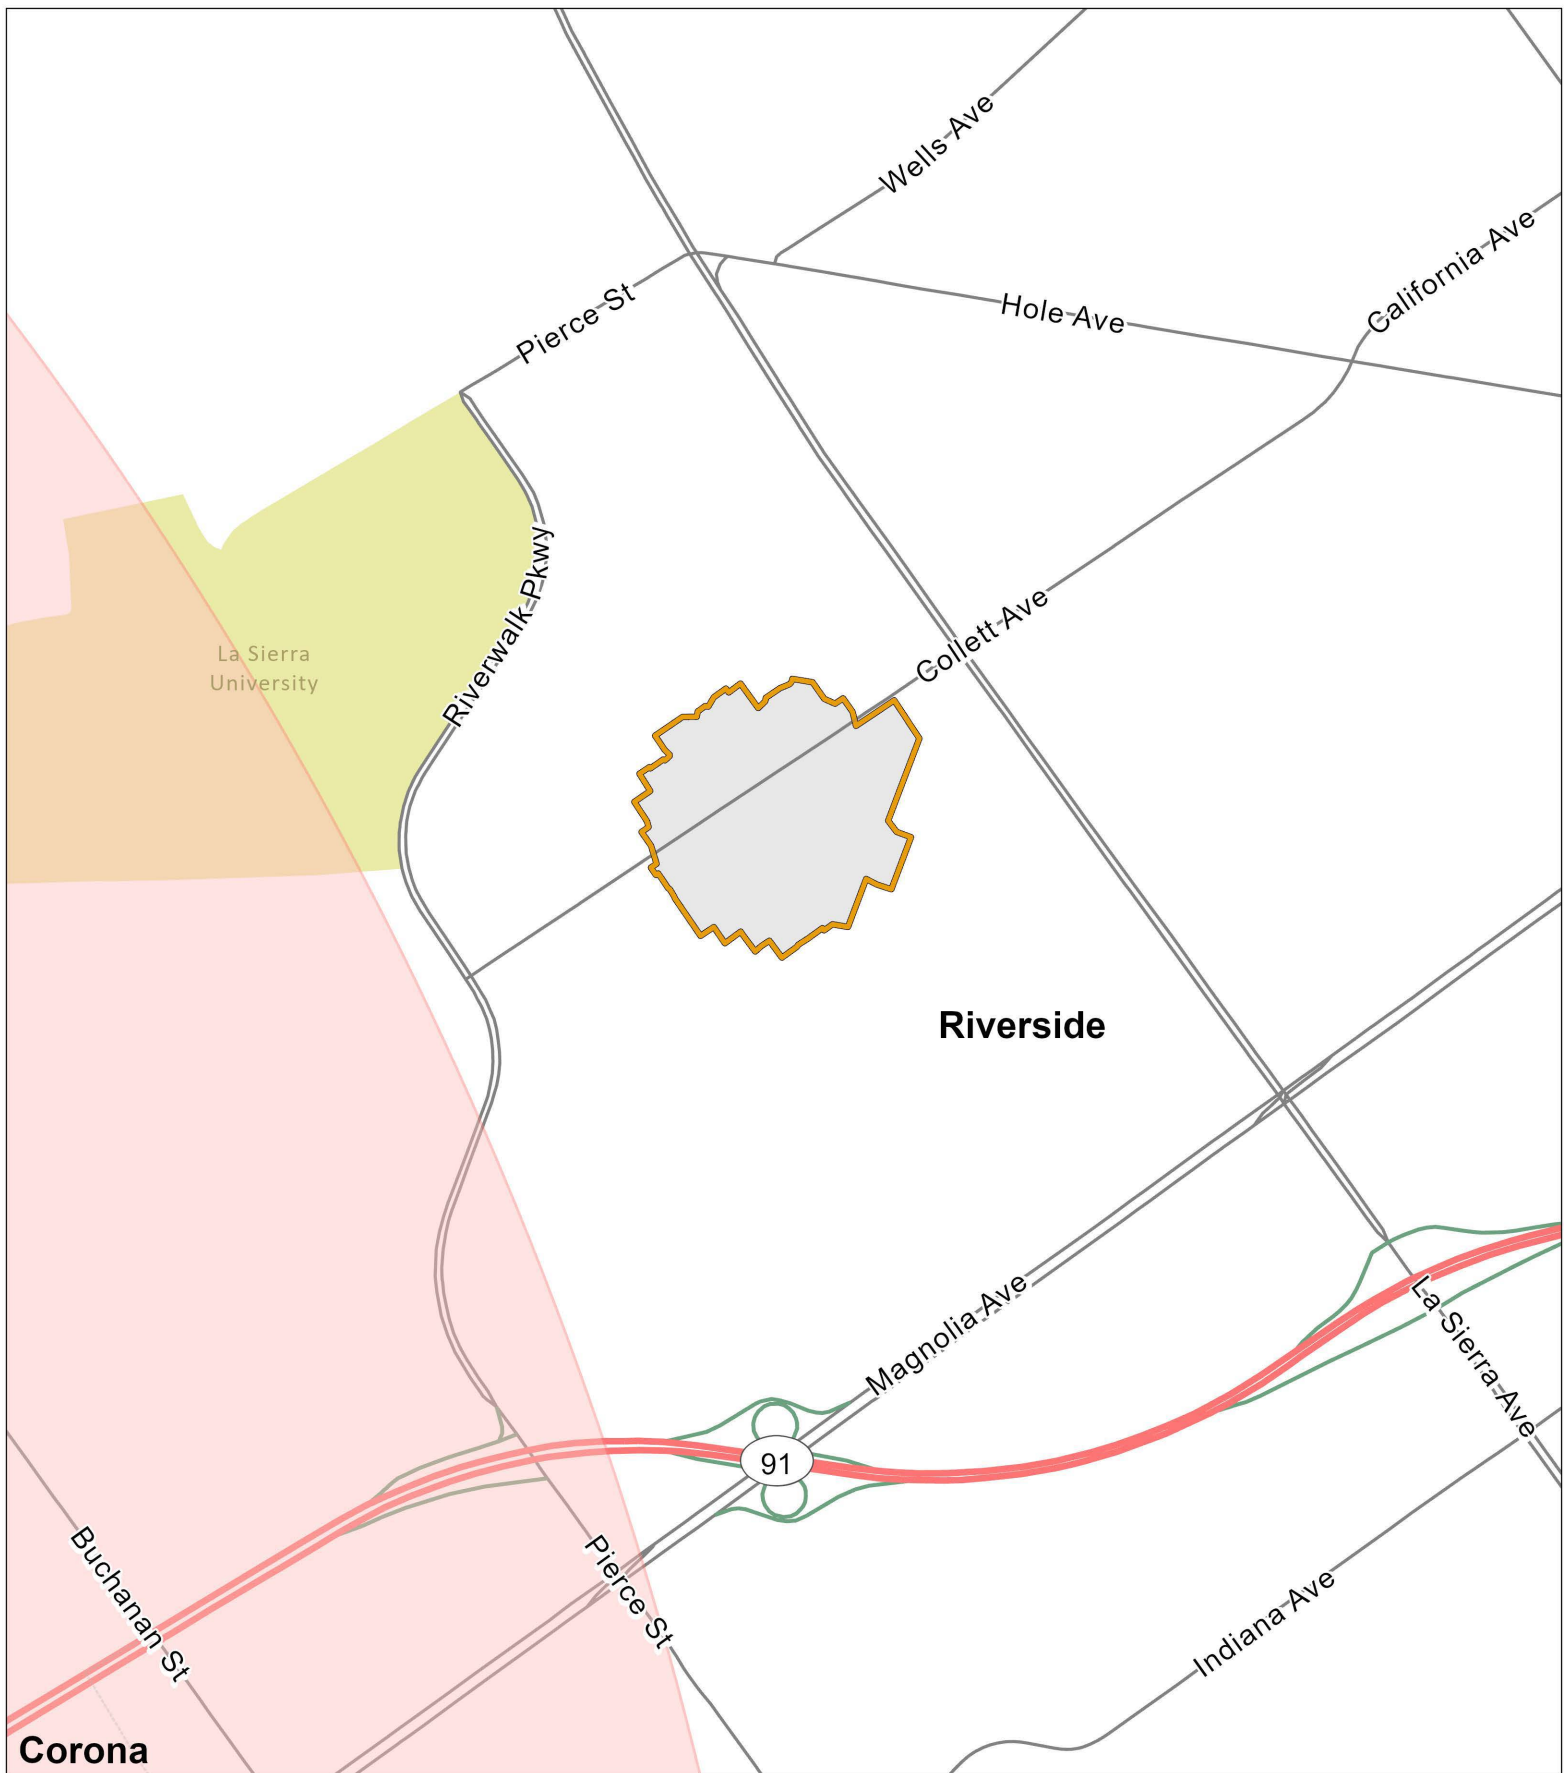 Wells Ave
California Ave
Pierce St
Hole Ave
Riverwalk Pkwy
Collett Ave
La Sierra
University
Riverside
Magnolia Ave
La Sierra Ave
91
Buchanan St
Pierce St
Indiana Ave
Corona